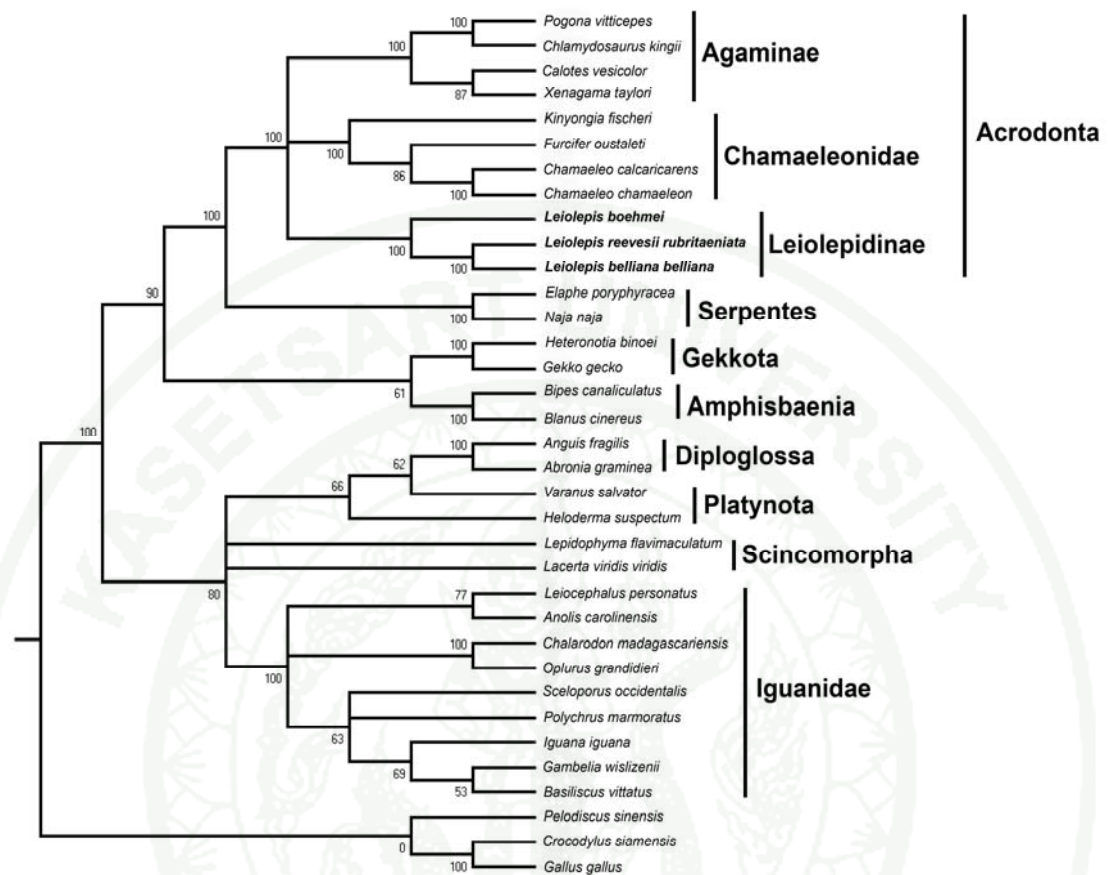 100
Pogona vitticepes
Chlamydosaurus kingii
100
Calotes vesicolor
87
Xenagama taylori
Agaminae
Kinyongia fischeri
100
Furcifer oustaleti
86
Chamaeleo calcaricarens
100
Chamaeleo chamaeleon
Chamaeleonidae
100
Leiolepis boehmei
100
Leiolepis reevesii rubritaeniata
100
Leiolepis belliana belliana
Leiolepidinae
Acrodonta
100
Elaphe poryphyracea
100
Naja naja
Serpentes
90
100
Heteronotia binoei
Gekko gecko
Gekkota
61
Bipes canaliculatus
100
Blanus cinereus
Amphisbaenia
100
100
Anguis fragilis
62
Abronia graminea
Diploglossa
66
Varanus salvator
Heloderma suspectum
Platynota
Lepidophyma flavimaculatum
Lacerta viridis viridis
Scincomorpha
80
77
Leiocephalus personatus
Anolis carolinensis
100
Chalarodon madagascariensis
Oplurus grandidieri
100
Sceloporus occidentalis
Polychrus marmoratus
63
Iguana iguana
69
Gambelia wislizenii
53
Basiliscus vittatus
Iguanidae
Pelodiscus sinensis
0
Crocodylus siamensis
100
Gallus gallus
KASETSART UNIVERSITY